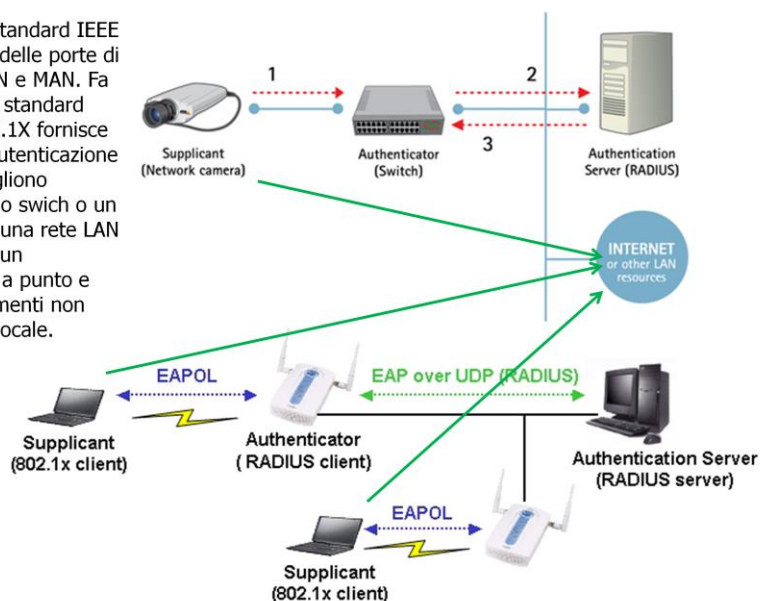 tandard IEEE
delle porte di
N e MAN. Fa
standard
.1X fornisce
utenticazione
gliono
o swich o un
una rete LAN
un
a punto e
menti non
ocale.
1
2
3
Supplicant
(Network camera)
Authenticator
(Switch)
Authentication
Server (RADIUS)
INTERNET
or other LAN
resources
EAPOL
EAP over UDP (RADIUS)
Supplicant
(802.1x client)
Authenticator
( RADIUS client)
Authentication Server
(RADIUS server)
EAPOL
Supplicant
(802.1x client)